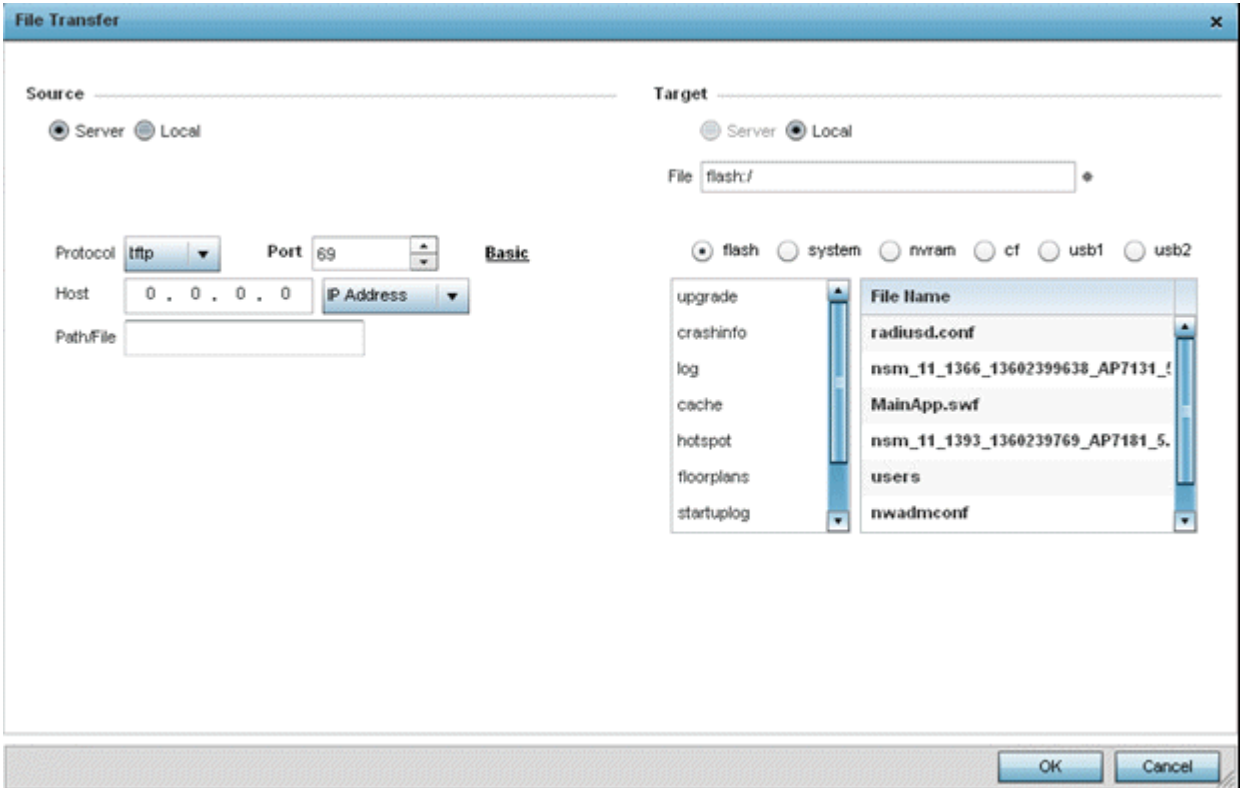 File Transfer
Source
Server Local
Protocol tftp Port 69 Basic
Host 0 . 0 . 0 . 0 IP Address
Path/File
Target
Server Local
File flash:/
flash system nvram cf usb1 usb2
upgrade
crashinfo
log
cache
hotspot
floorplans
startuplog
File Name
radiusd.conf
nsm_11_1366_13602399638_AP7131_5
MainApp.swf
nsm_11_1393_1360239769_AP7181_5.
users
nwadmconf
OK Cancel